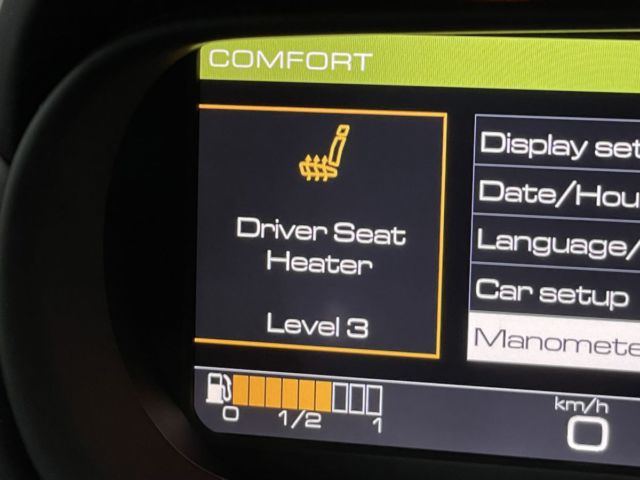 COMFORT
Driver Seat
Heater
Level 3
Display set
Date/Hou
Language/
Car setup
Manomete
0 1/2 1
km/h
0